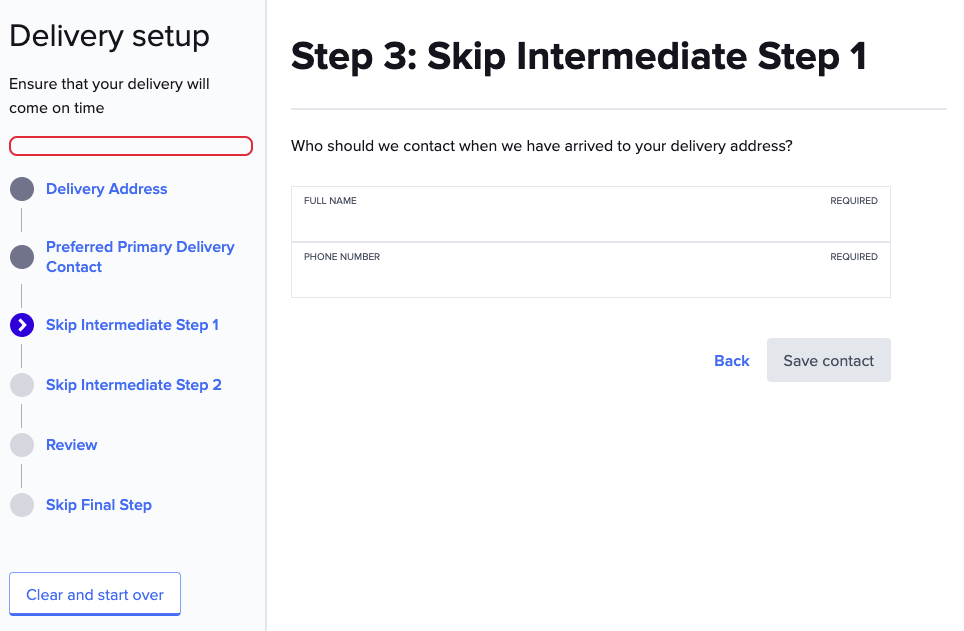 Delivery setup
Ensure that your delivery will
come on time
Delivery Address
Preferred Primary Delivery
Contact
Skip Intermediate Step 1
Skip Intermediate Step 2
Review
Skip Final Step
Clear and start over
Step 3: Skip Intermediate Step 1
Who should we contact when we have arrived to your delivery address?
FULL NAME REQUIRED
PHONE NUMBER REQUIRED
Back Save contact